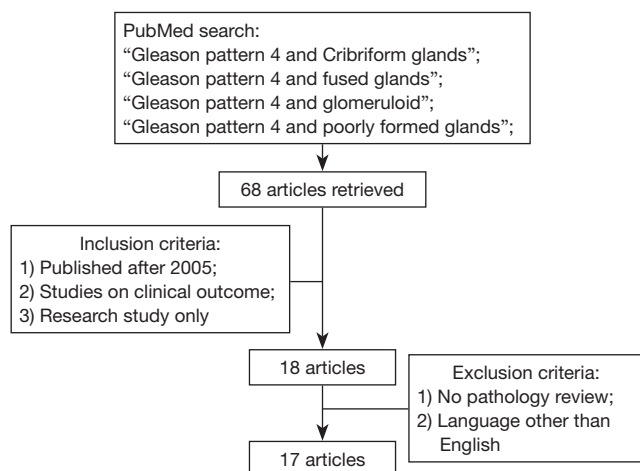 PubMed search:
“Gleason pattern 4 and Cribriform glands”;
“Gleason pattern 4 and fused glands”;
“Gleason pattern 4 and glomeruloid”;
“Gleason pattern 4 and poorly formed glands”;
68 articles retrieved
Inclusion criteria:
1) Published after 2005;
2) Studies on clinical outcome;
3) Research study only
18 articles
Exclusion criteria:
1) No pathology review;
2) Language other than
English
17 articles